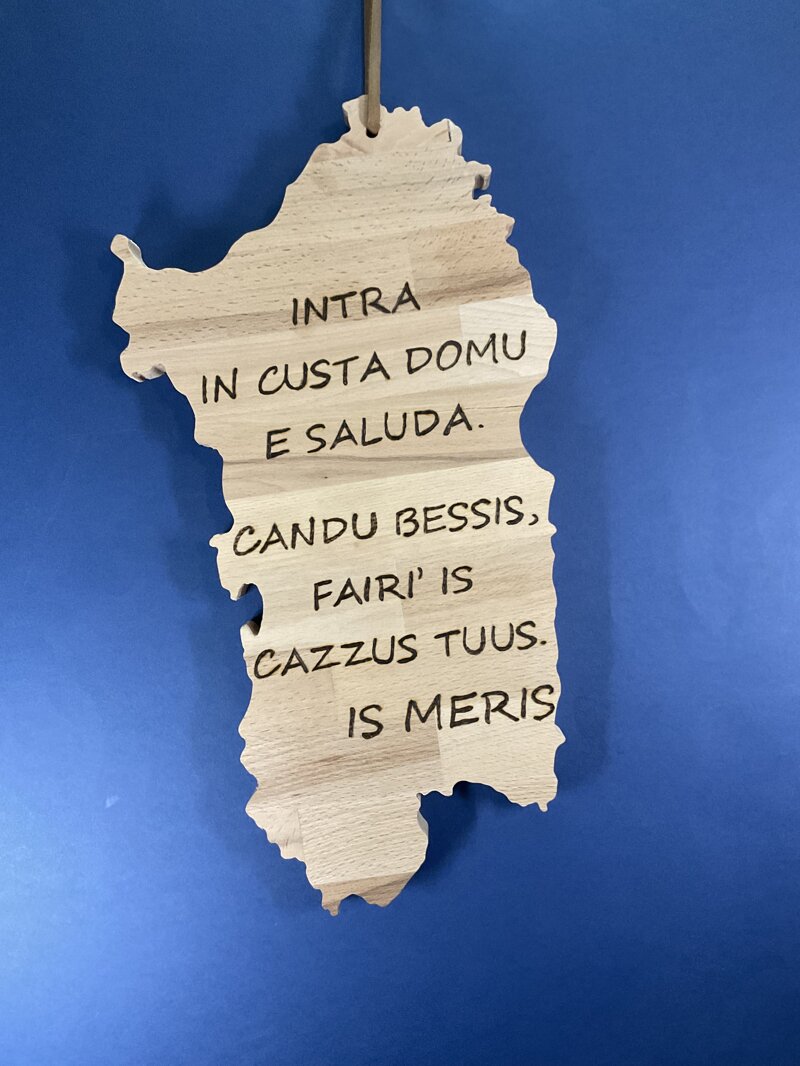 INTRA
IN CUSTA DOMU
E SALUDA.
CANDU BESSIS,
FAIRI' IS
CAZZUS TUUS.
IS MERIS